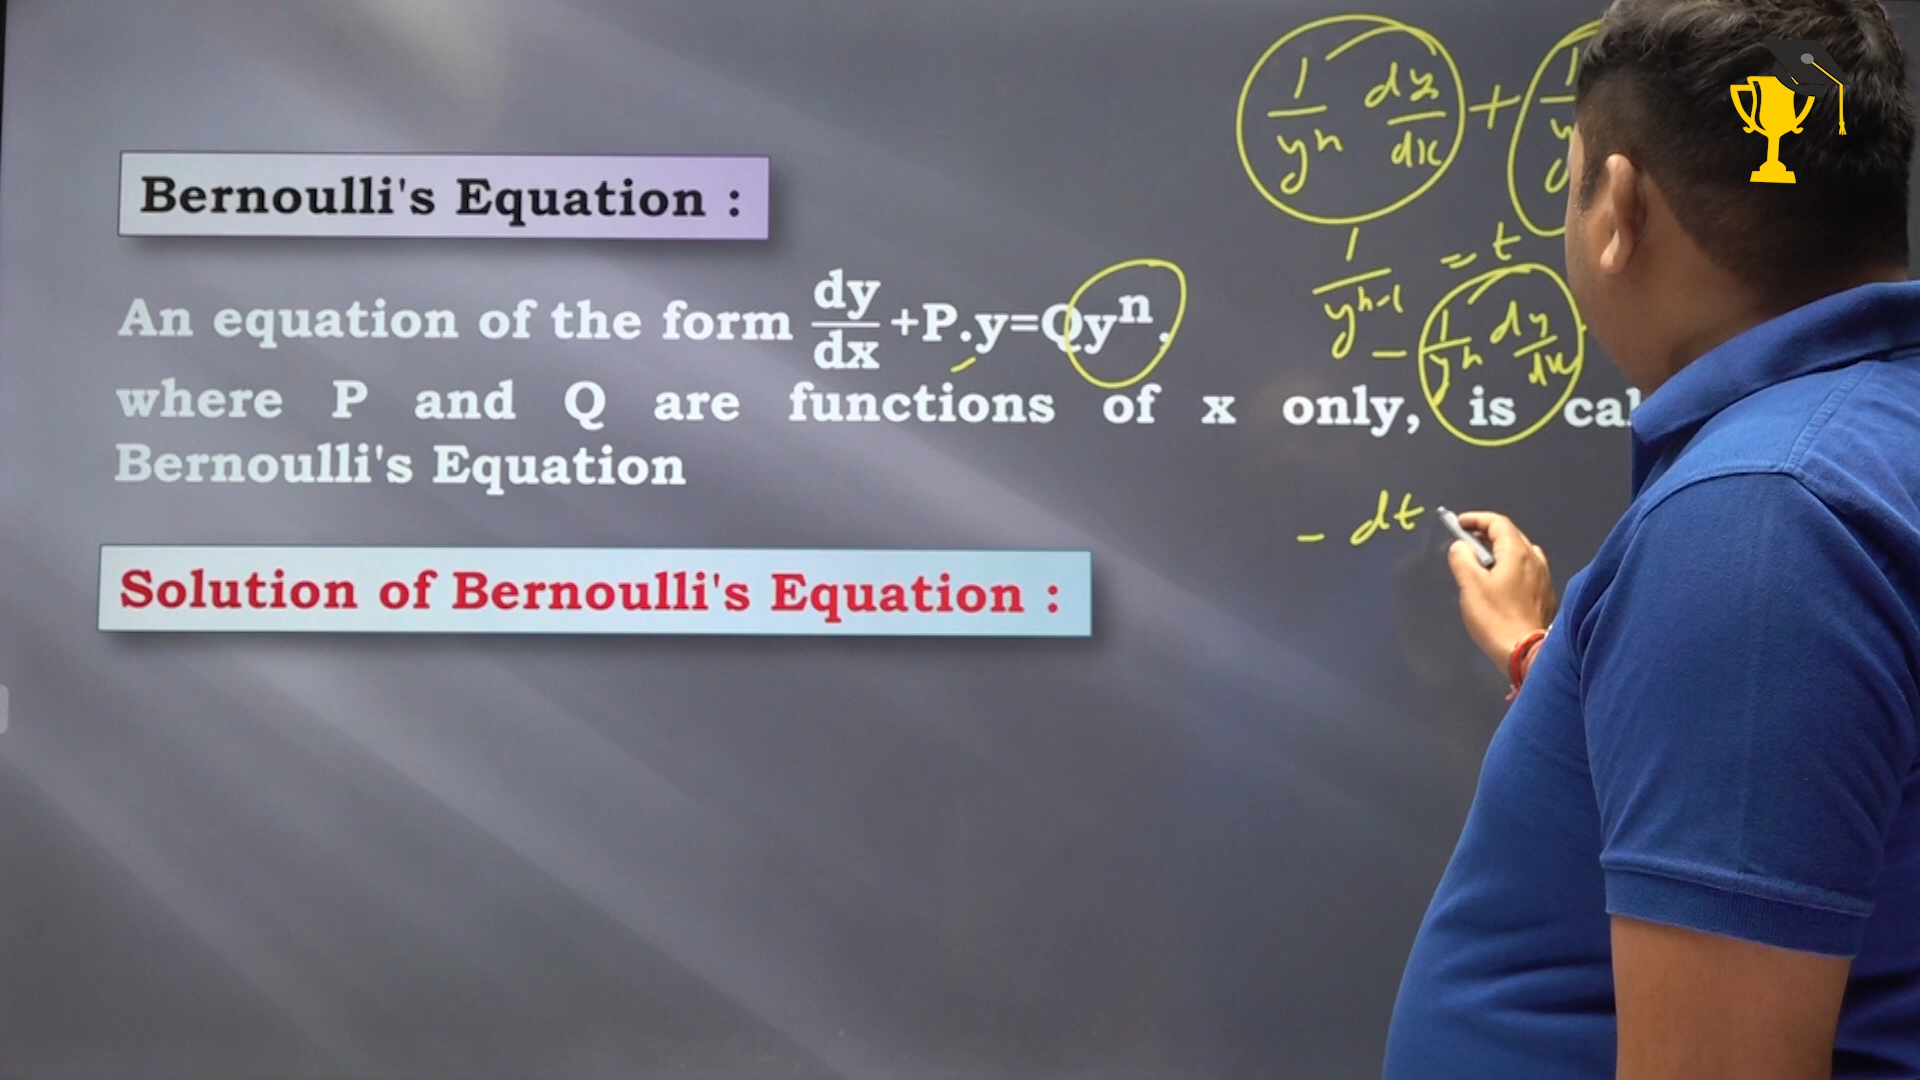 Bernoulli's Equation :
An equation of the form dy/dx +P.y=Qyⁿ.
where P and Q are functions of x only, is
Bernoulli's Equation
Solution of Bernoulli's Equation :
1/yⁿ dy/dx +
1/yⁿ⁻¹ = t
- 1/yⁿ dy/dx
- dt